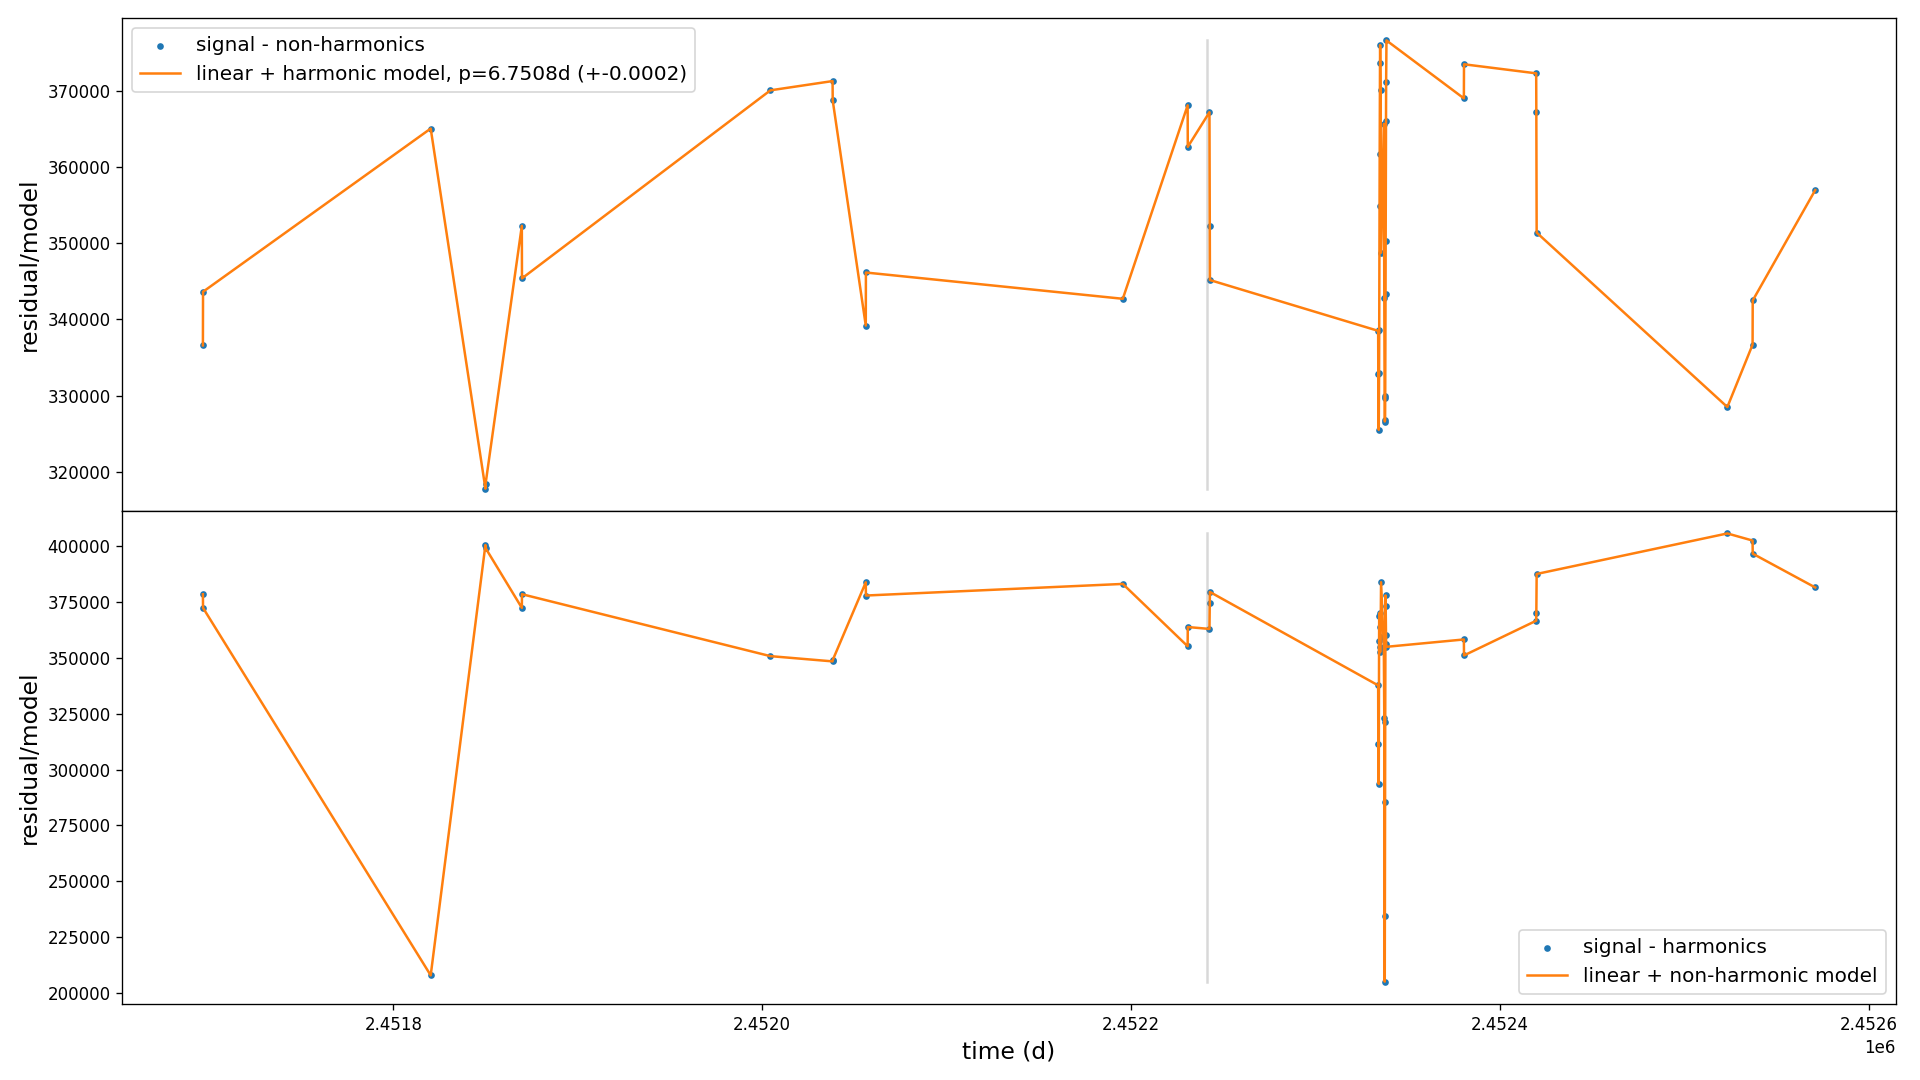 signal - non-harmonics
linear + harmonic model, p=6.7508d (+-0.0002)
370000
360000
350000
340000
330000
320000
residual/model
400000
375000
350000
325000
300000
275000
250000
225000
200000
residual/model
signal - harmonics
linear + non-harmonic model
2.4518 2.4520 2.4522 2.4524 2.4526
1e6
time (d)